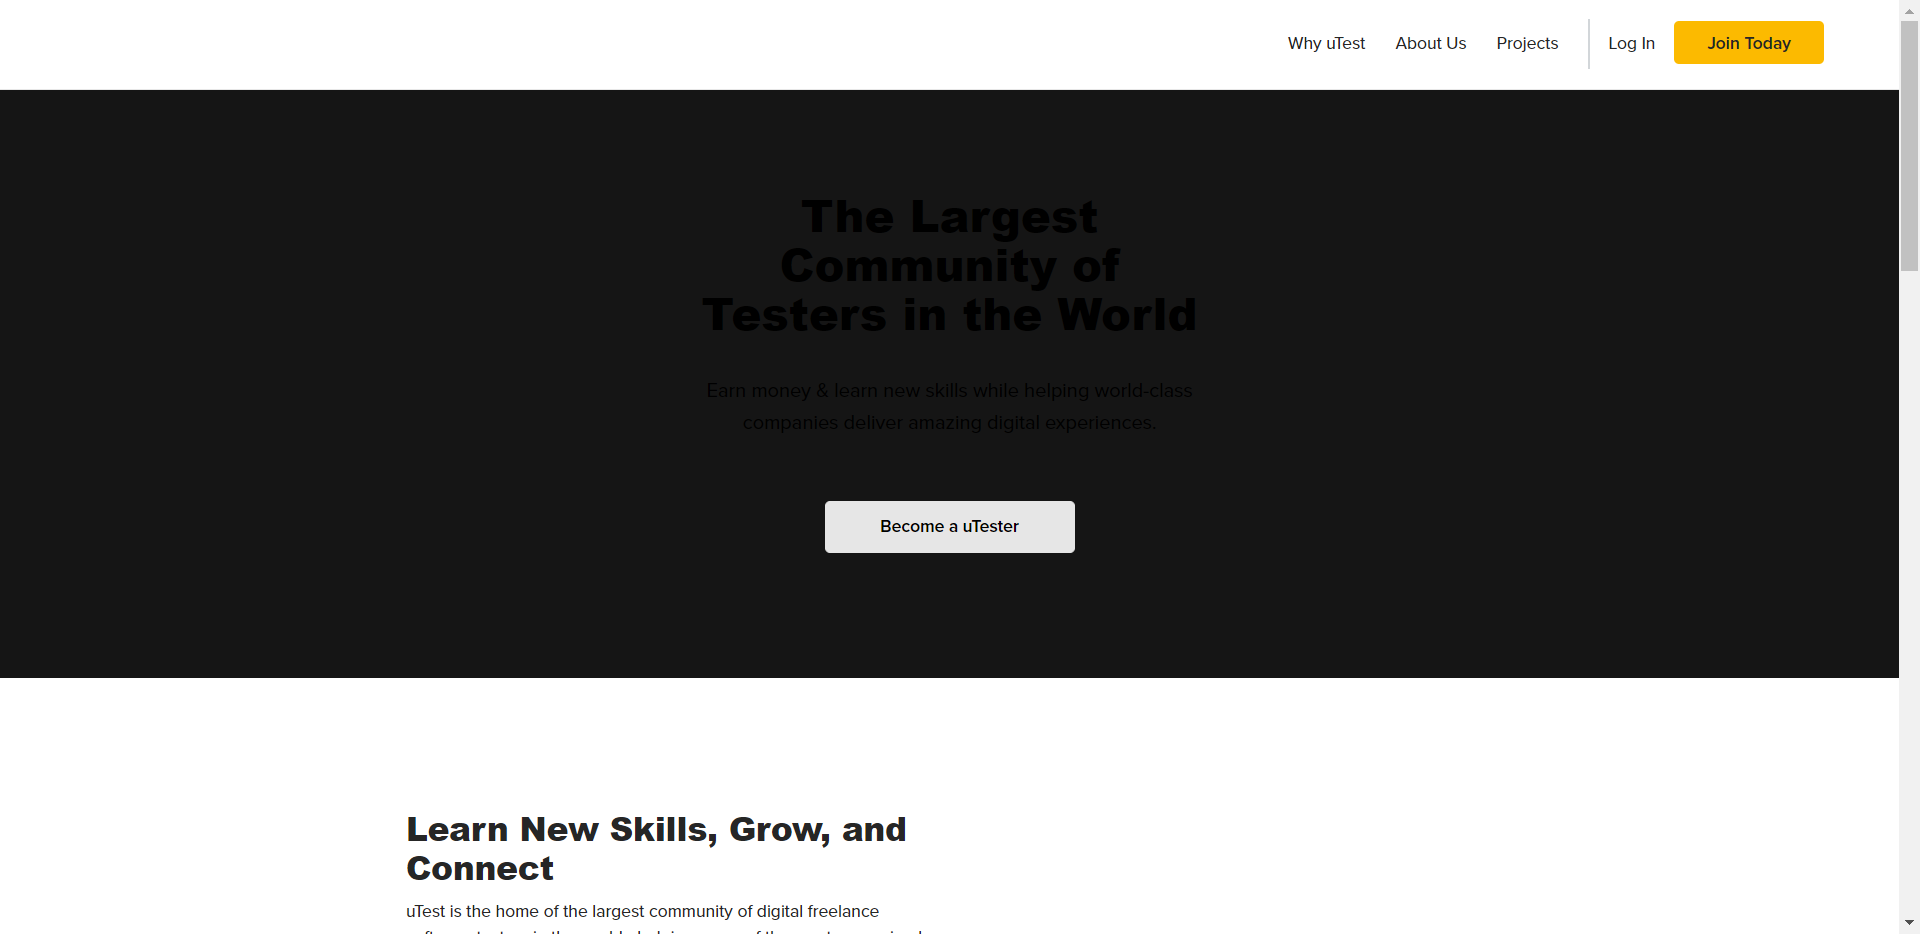 Why uTest About Us Projects Log In Join Today
The Largest
Community of
Testers in the World
Earn money & learn new skills while helping world-class
companies deliver amazing digital experiences.
Become a uTester
Learn New Skills, Grow, and
Connect
uTest is the home of the largest community of digital freelance